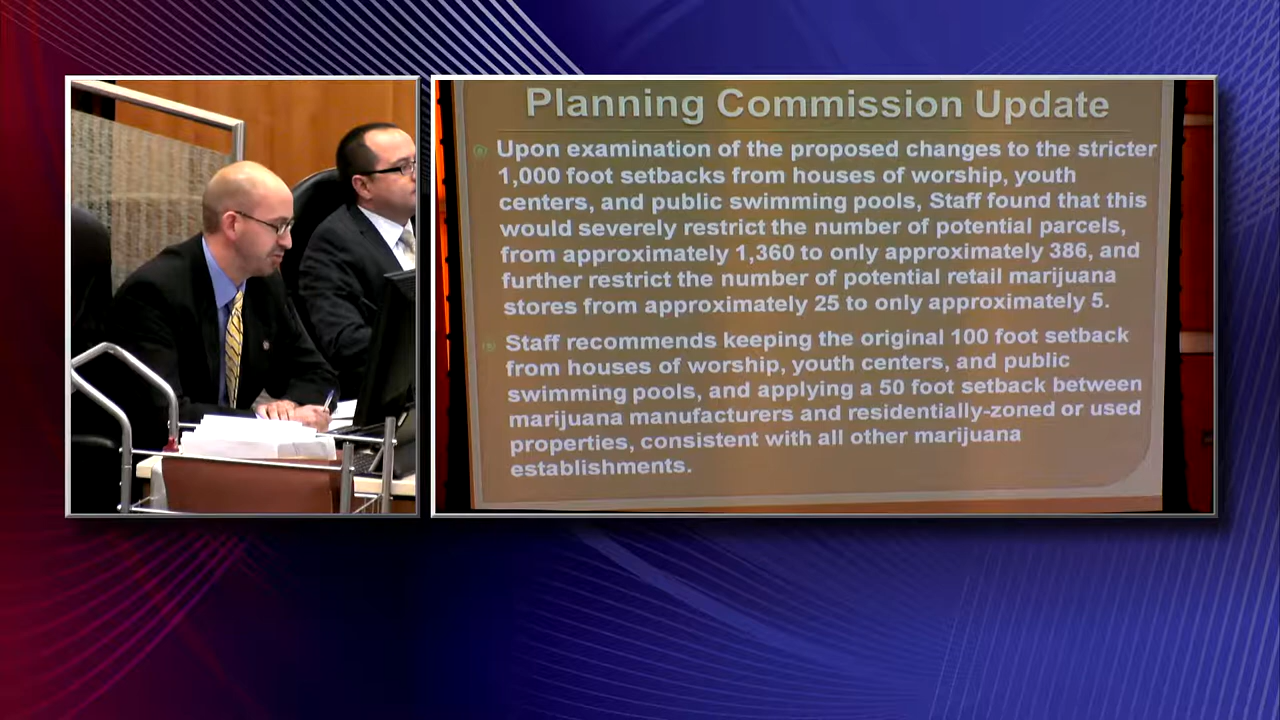 Planning Commission Update
Upon examination of the proposed changes to the stricter
1,000 foot setbacks from houses of worship, youth
centers, and public swimming pools, Staff found that this
would severely restrict the number of potential parcels,
from approximately 1,360 to only approximately 386, and
further restrict the number of potential retail marijuana
stores from approximately 25 to only approximately 5.
Staff recommends keeping the original 100 foot setback
from houses of worship, youth centers, and public
swimming pools, and applying a 50 foot setback between
marijuana manufacturers and residentially-zoned or used
properties, consistent with all other marijuana
establishments.